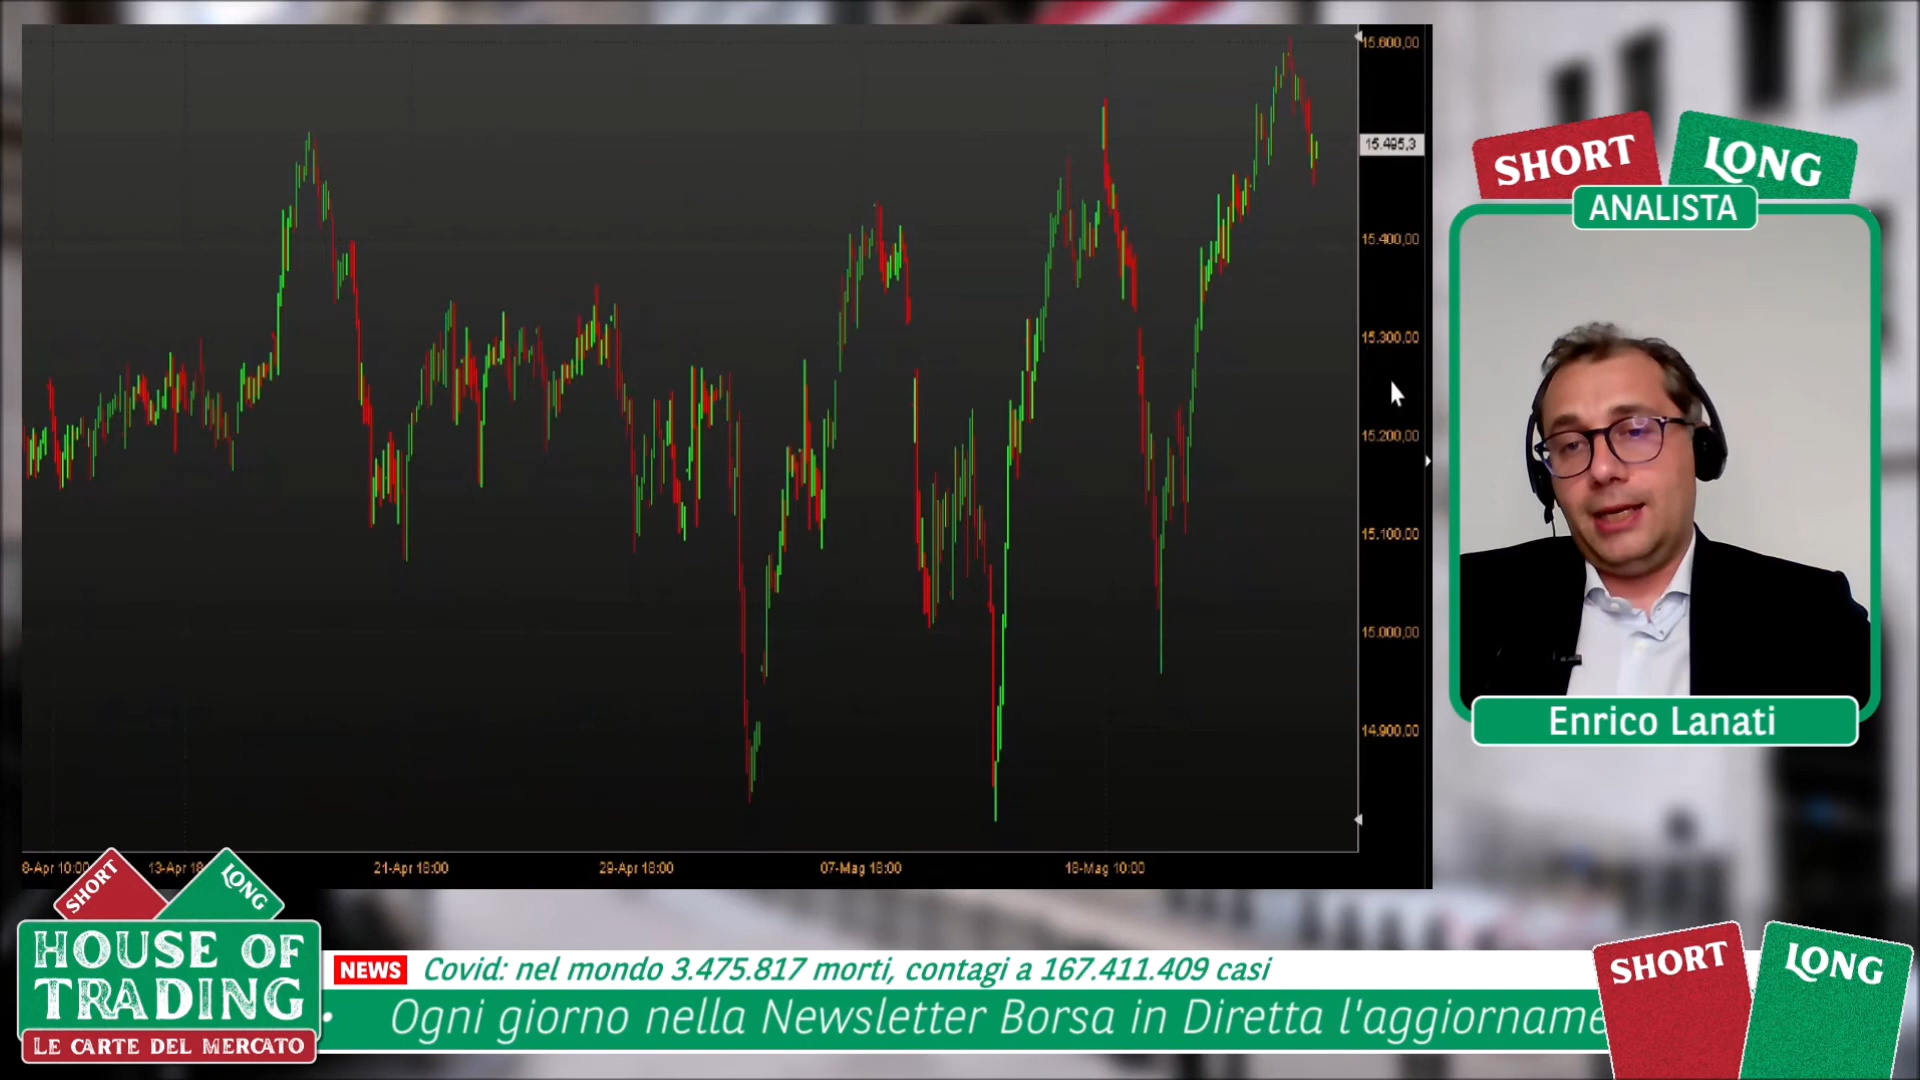 15.600,00
15.495,3
15.400,00
15.300,00
15.200,00
15.100,00
15.000,00
14.900,00
8-Apr 10:00
13-Apr 18
21-Apr 18:00
29-Apr 18:00
07-Mag 18:00
18-Mag 10:00
SHORT
LONG
ANALISTA
Enrico Lanati
SHORT
LONG
HOUSE OF
TRADING
LE CARTE DEL MERCATO
NEWS Covid: nel mondo 3.475.817 morti, contagi a 167.411.409 casi
• Ogni giorno nella Newsletter Borsa in Diretta l'aggiorname
SHORT
LONG